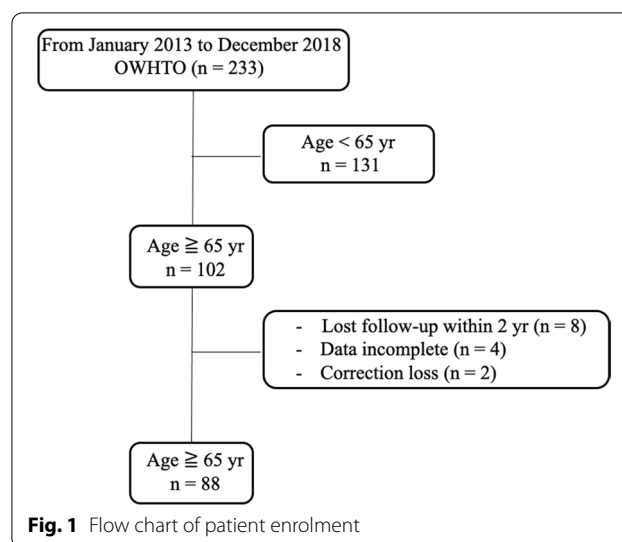 From January 2013 to December 2018
OWHTO (n = 233)
Age < 65 yr
n = 131
Age ≧ 65 yr
n = 102
- Lost follow-up within 2 yr (n = 8)
- Data incomplete (n = 4)
- Correction loss (n = 2)
Age ≧ 65 yr
n = 88
Fig. 1 Flow chart of patient enrolment